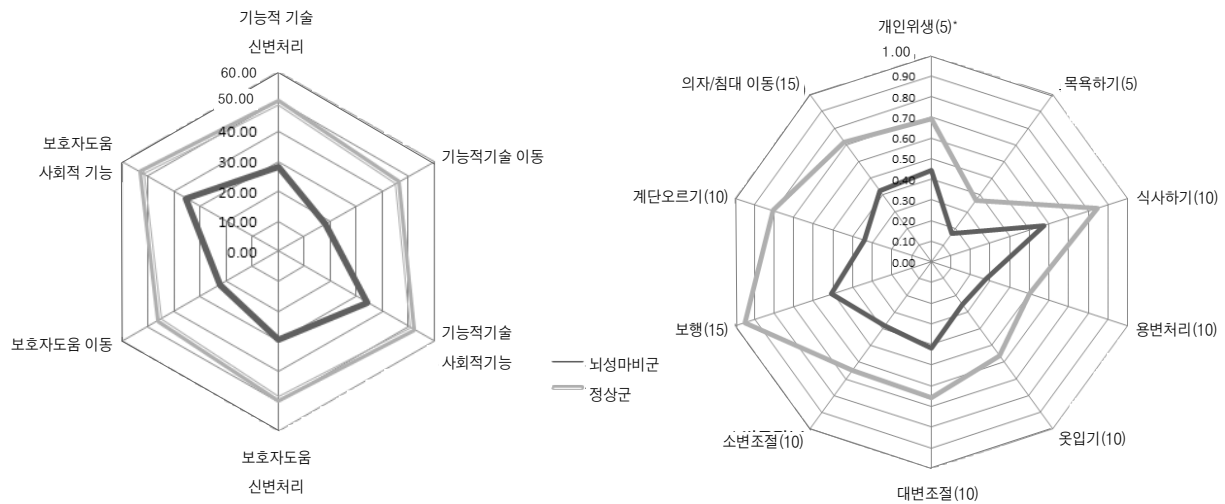 기능적 기술
신변처리
60.00
50.00
40.00
30.00
20.00
10.00
0.00
기능적기술 이동
기능적기술
사회적기능
보호자도움
신변처리
보호자도움 이동
보호자도움
사회적 기능
뇌성마비군
정상군
개인위생(5)*
1.00
0.90
0.80
0.70
0.60
0.50
0.40
0.30
0.20
0.10
0.00
목욕하기(5)
식사하기(10)
용변처리(10)
옷입기(10)
대변조절(10)
소변조절(10)
보행(15)
계단오르기(10)
의자/침대 이동(15)